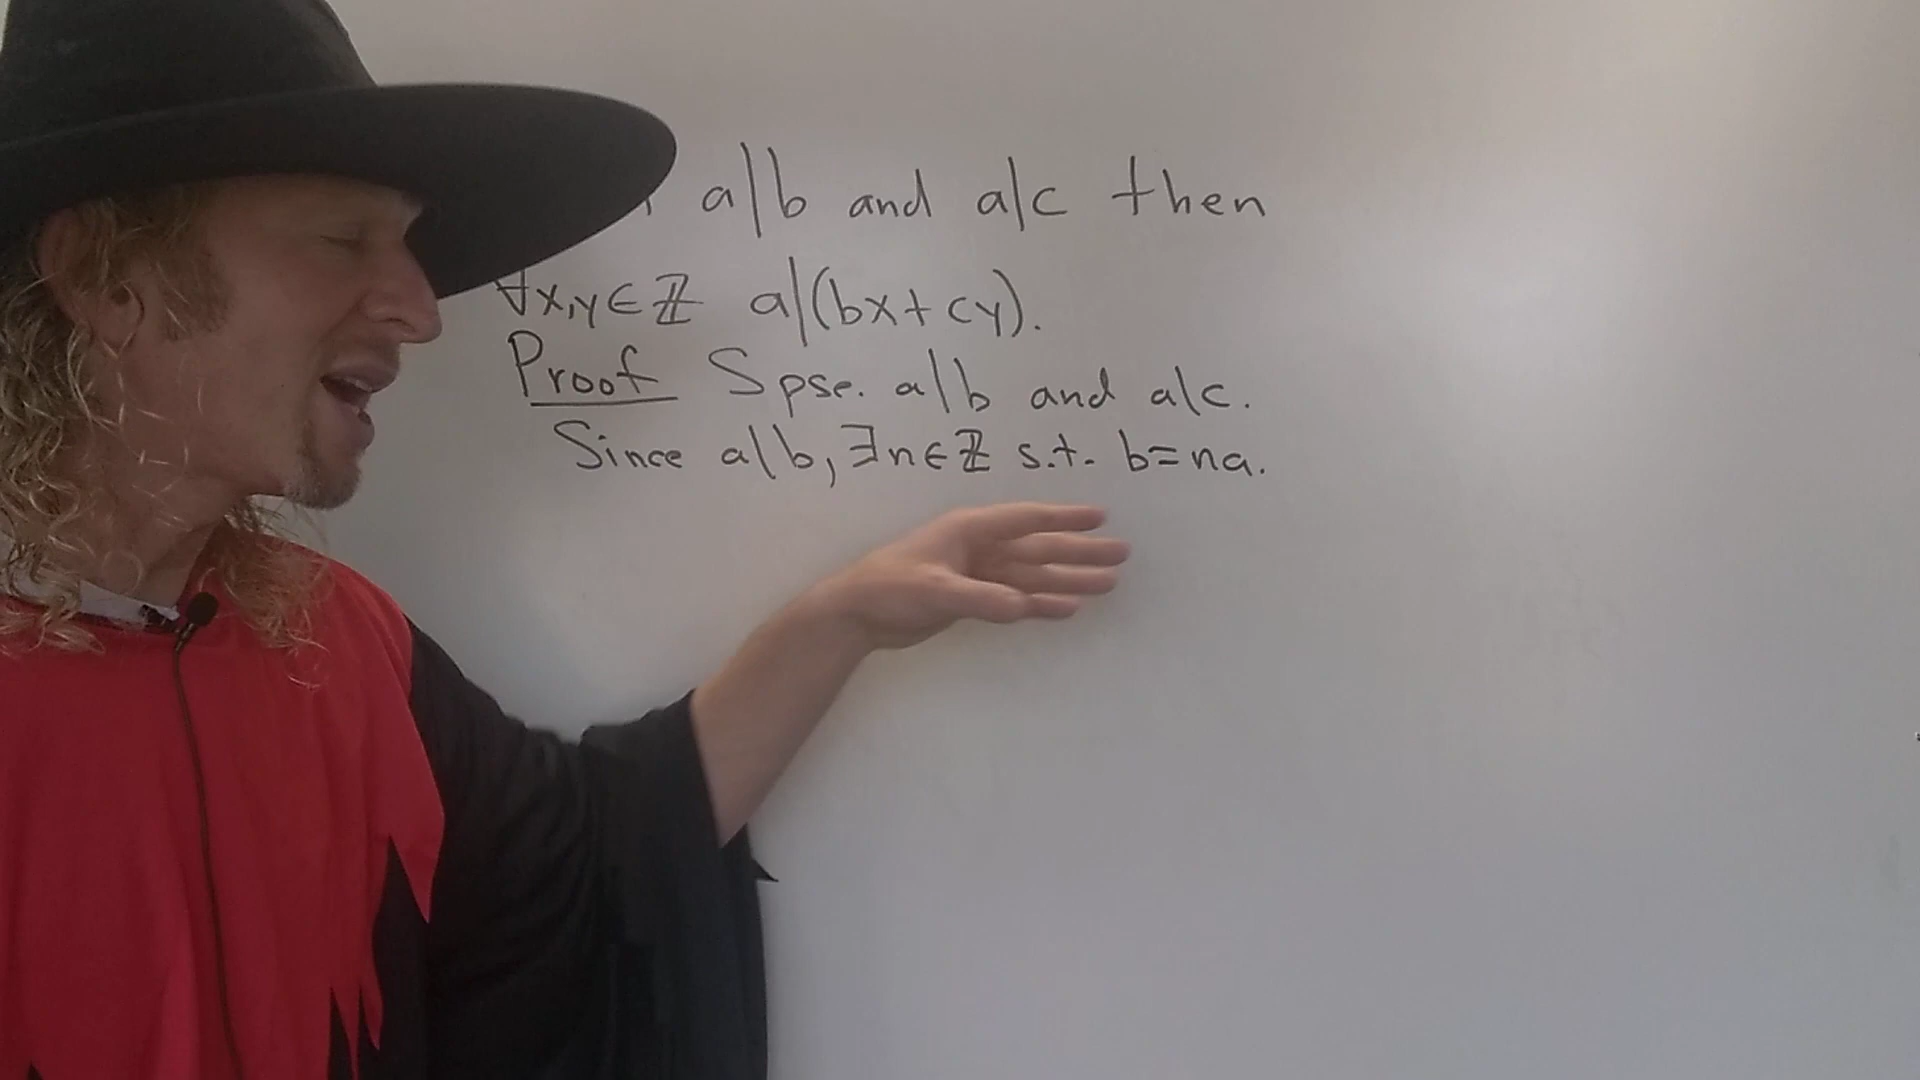 a|b and a|c then
∀x,y∈ℤ a|(bx+cy).
Proof Spse. a|b and a|c.
Since a|b, ∃n∈ℤ s.t. b=na.